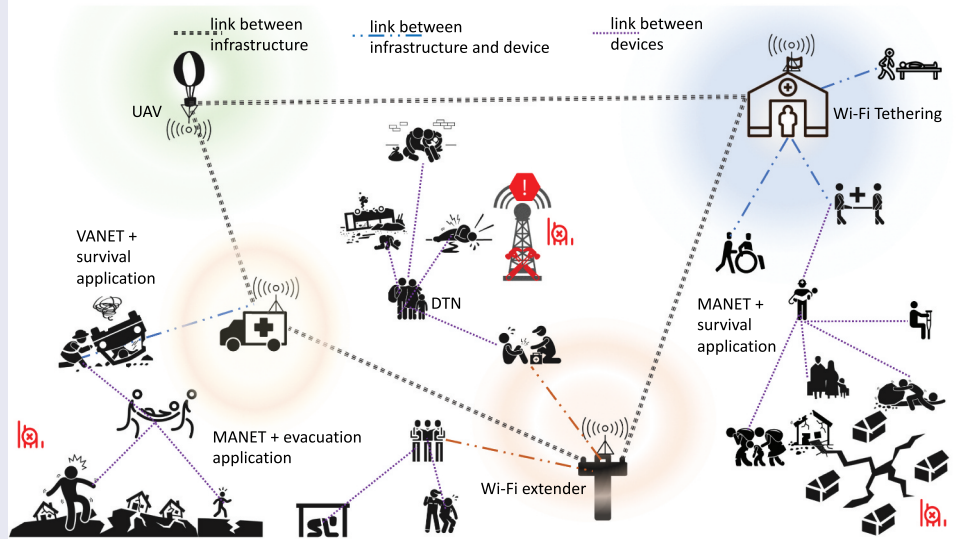 link between
infrastructure
link between
infrastructure and device
link between
devices
UAV
Wi-Fi Tethering
!
VANET +
survival
application
DTN
MANET +
survival
application
MANET + evacuation
application
Wi-Fi extender